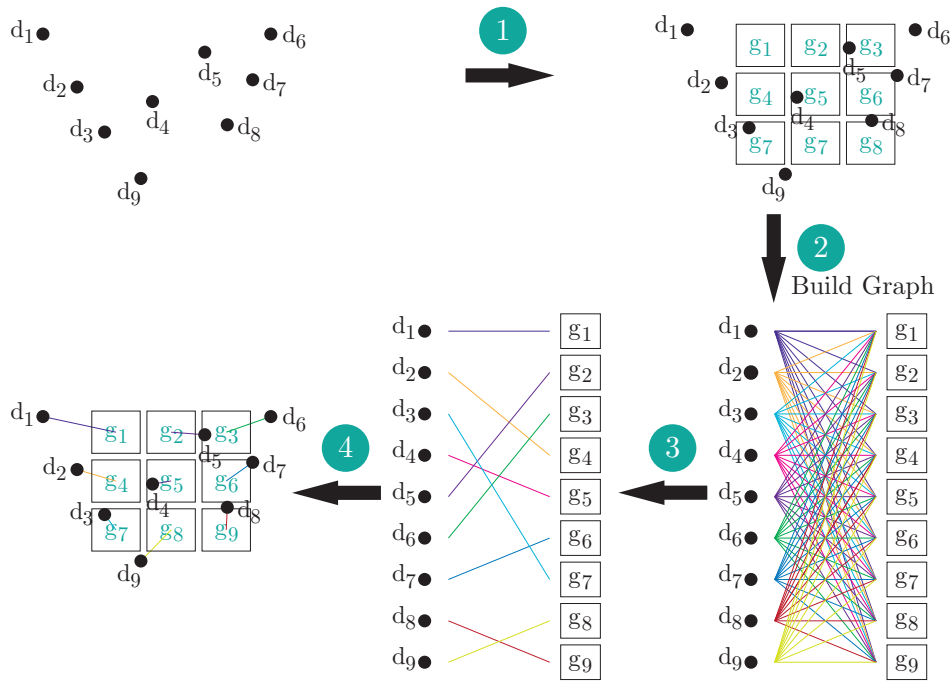 d1
d2
d3
d4
d5
d6
d7
d8
d9
1
d1
d2
d3
d4
d5
d6
d7
d8
d9
g1 g2 g3
g4 g5 g6
g7 g7 g8
2
Build Graph
d1 g1
d2 g2
d3 g3
d4 g4
d5 g5
d6 g6
d7 g7
d8 g8
d9 g9
3
d1 g1
d2 g2
d3 g3
d4 g4
d5 g5
d6 g6
d7 g7
d8 g8
d9 g9
4
d1
d2
d3
d4
d5
d6
d7
d8
d9
g1 g2 g3
g4 g5 g6
g7 g8 g9